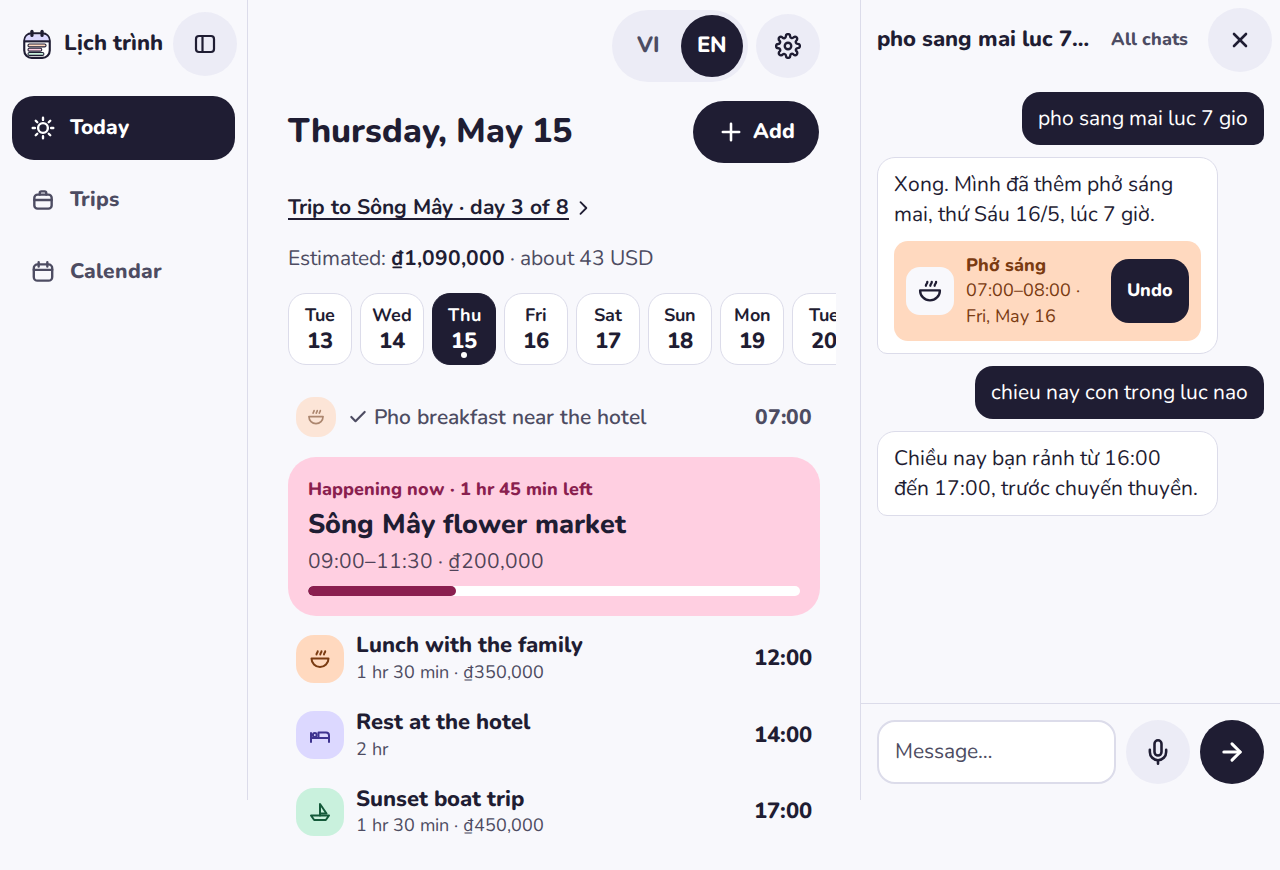 Lịch trình
Today
Trips
Calendar
VI EN
Thursday, May 15
Add
Trip to Sông Mây · day 3 of 8
Estimated: ₫1,090,000 · about 43 USD
Tue Wed Thu Fri Sat Sun Mon Tue
13 14 15 16 17 18 19 20
Pho breakfast near the hotel 07:00
Happening now · 1 hr 45 min left
Sông Mây flower market
09:00–11:30 · ₫200,000
Lunch with the family 12:00
1 hr 30 min · ₫350,000
Rest at the hotel 14:00
2 hr
Sunset boat trip 17:00
1 hr 30 min · ₫450,000
pho sang mai luc 7... All chats
pho sang mai luc 7 gio
Xong. Mình đã thêm phở sáng
mai, thứ Sáu 16/5, lúc 7 giờ.
Phở sáng
07:00–08:00 ·
Fri, May 16
Undo
chieu nay con trong luc nao
Chiều nay bạn rảnh từ 16:00
đến 17:00, trước chuyến thuyền.
Message...